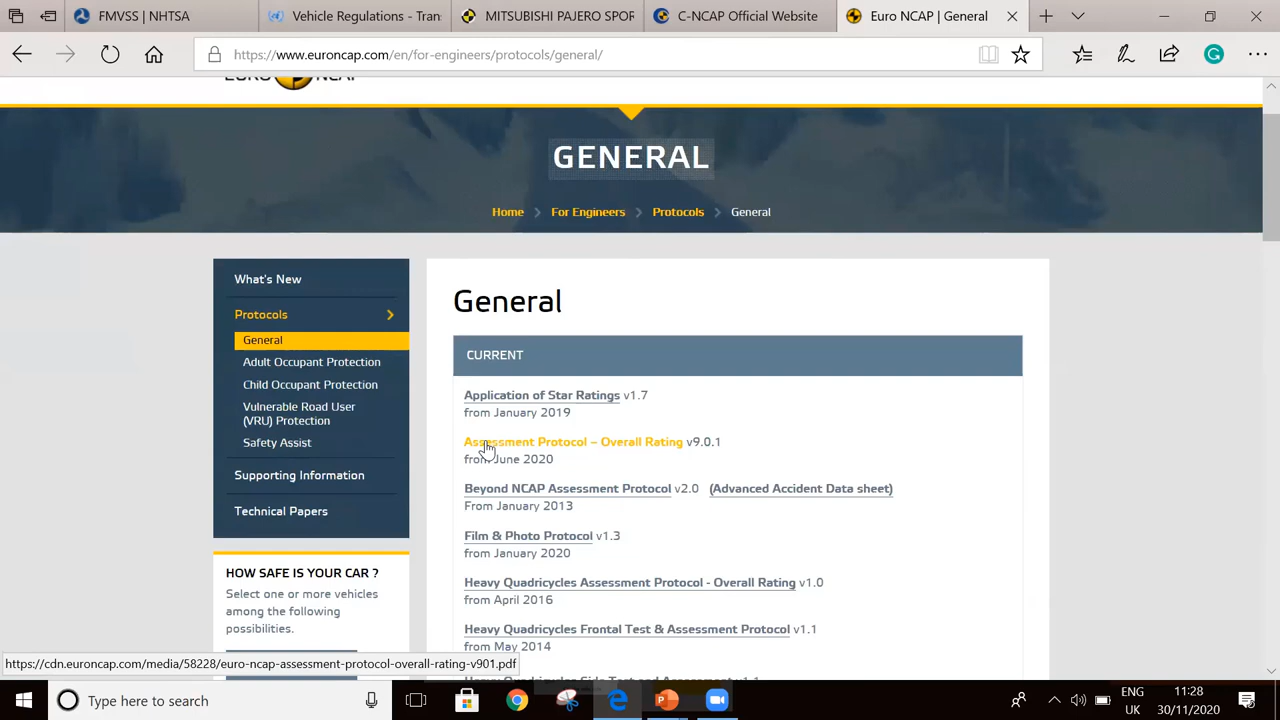 FMVSS | NHTSA
Vehicle Regulations - Tran
MITSUBISHI PAJERO SPOR
C-NCAP Official Website
Euro NCAP | General
https://www.euroncap.com/en/for-engineers/protocols/general/
GENERAL
Home
For Engineers
Protocols
General
What's New
Protocols
General
Adult Occupant Protection
Child Occupant Protection
Vulnerable Road User
(VRU) Protection
Safety Assist
Supporting Information
Technical Papers
HOW SAFE IS YOUR CAR ?
Select one or more vehicles
among the following
possibilities.
General
CURRENT
Application of Star Ratings v1.7
from January 2019
Assessment Protocol – Overall Rating v9.0.1
from June 2020
Beyond NCAP Assessment Protocol v2.0 (Advanced Accident Data sheet)
From January 2013
Film & Photo Protocol v1.3
from January 2020
Heavy Quadricycles Assessment Protocol - Overall Rating v1.0
from April 2016
Heavy Quadricycles Frontal Test & Assessment Protocol v1.1
from May 2014
https://cdn.euroncap.com/media/58228/euro-ncap-assessment-protocol-overall-rating-v901.pdf
Type here to search
ENG
UK
11:28
30/11/2020